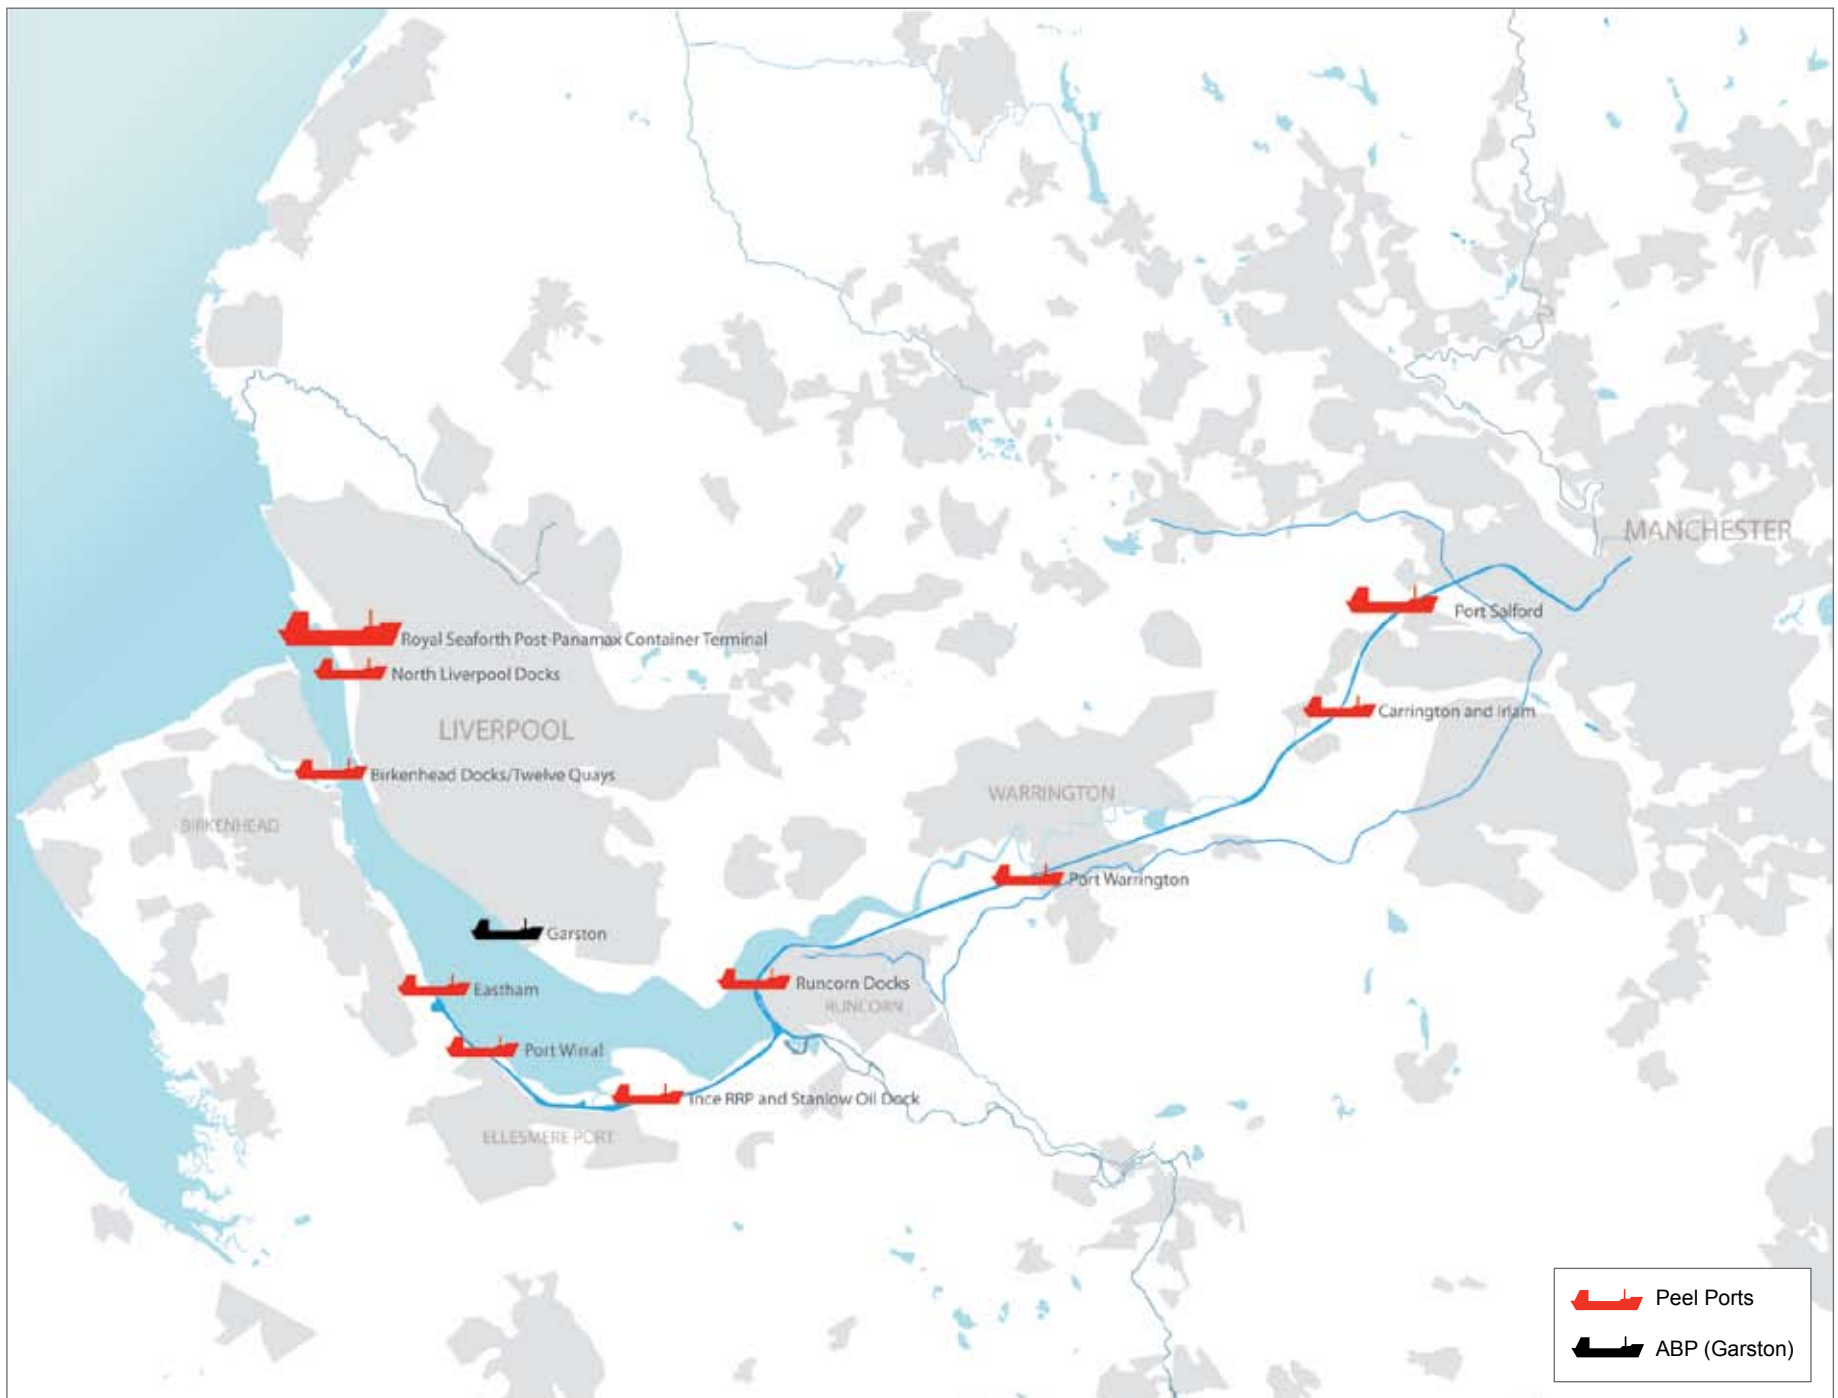 MANCHESTER
Port Salford
Royal Seaforth Post-Panamax Container Terminal
North Liverpool Docks
Carrington and Irlam
LIVERPOOL
Birkenhead Docks/Twelve Quays
WARRINGTON
BIRKENHEAD
Port Warrington
Garston
Runcorn Docks
Eastham
RUNCORN
Port Wirral
Ince RRP and Stanlow Oil Dock
ELLESMERE PORT
Peel Ports
ABP (Garston)